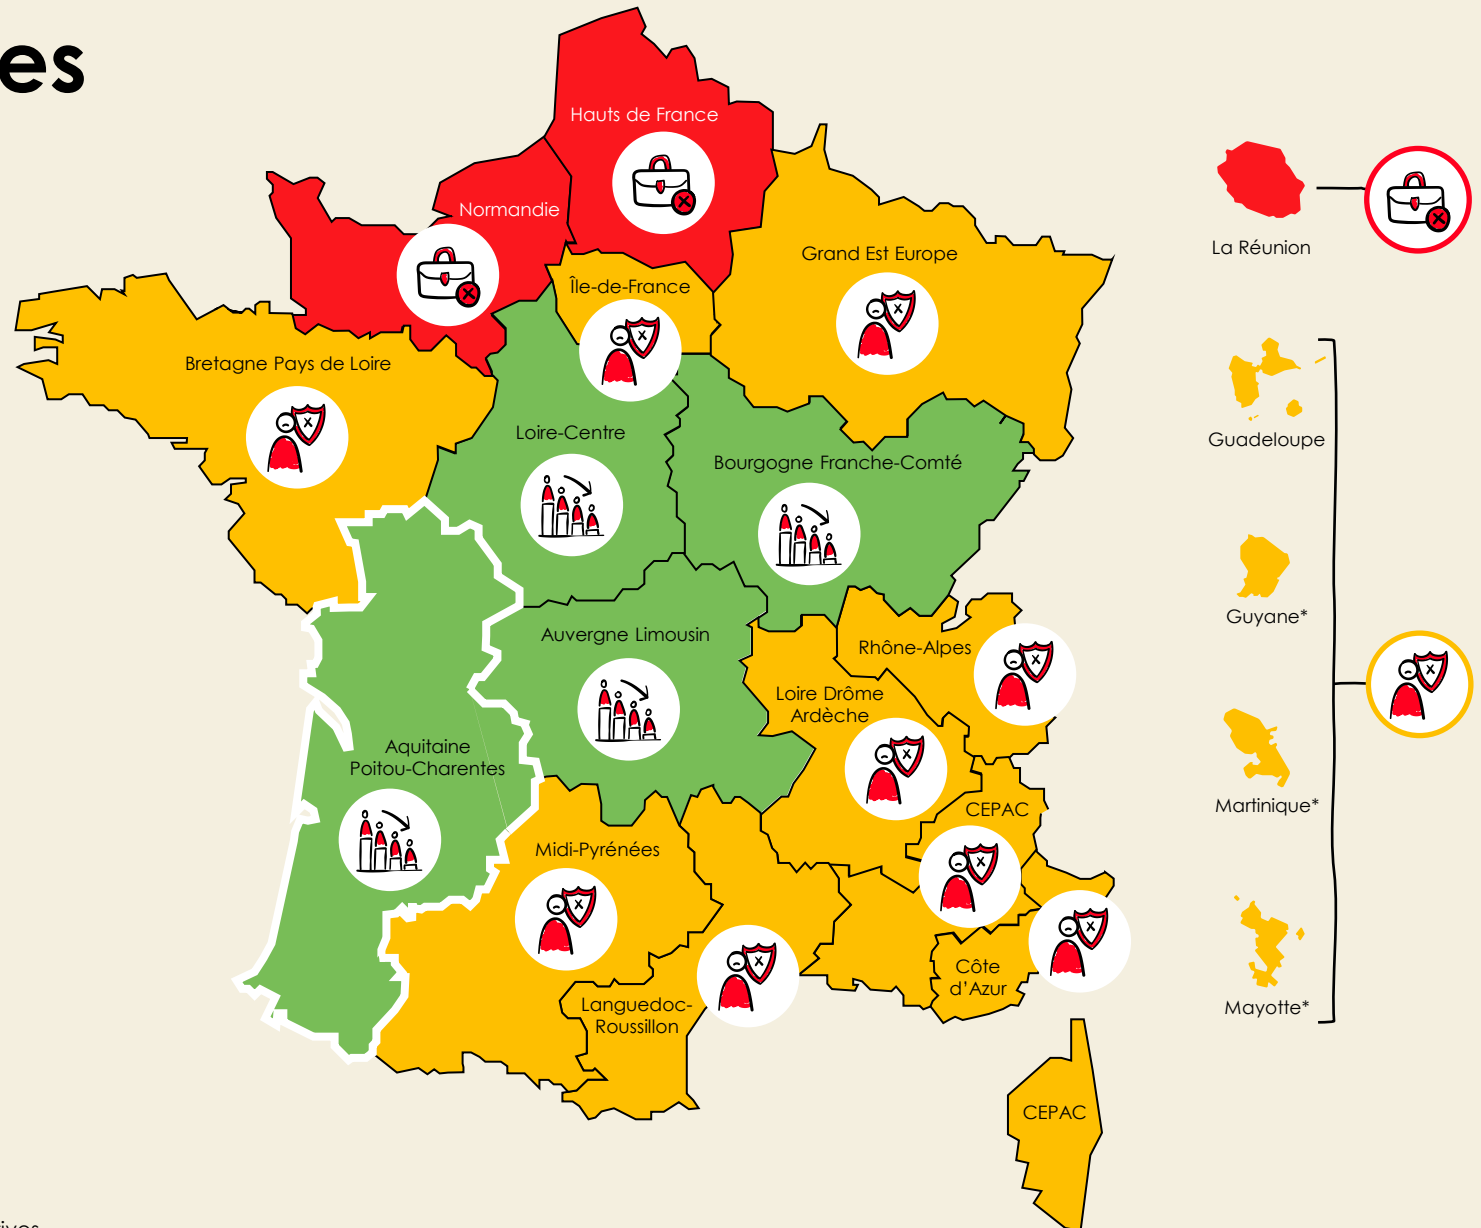 es
Hauts de France
Normandie
Grand Est Europe
La Réunion
Île-de-France
Bretagne Pays de Loire
Loire-Centre
Guadeloupe
Bourgogne Franche-Comté
Guyane*
Auvergne Limousin
Rhône-Alpes
Loire Drôme
Ardèche
Aquitaine
Poitou-Charentes
Martinique*
CEPAC
Midi-Pyrénées
Côte
d'Azur
Languedoc-
Roussillon
Mayotte*
CEPAC